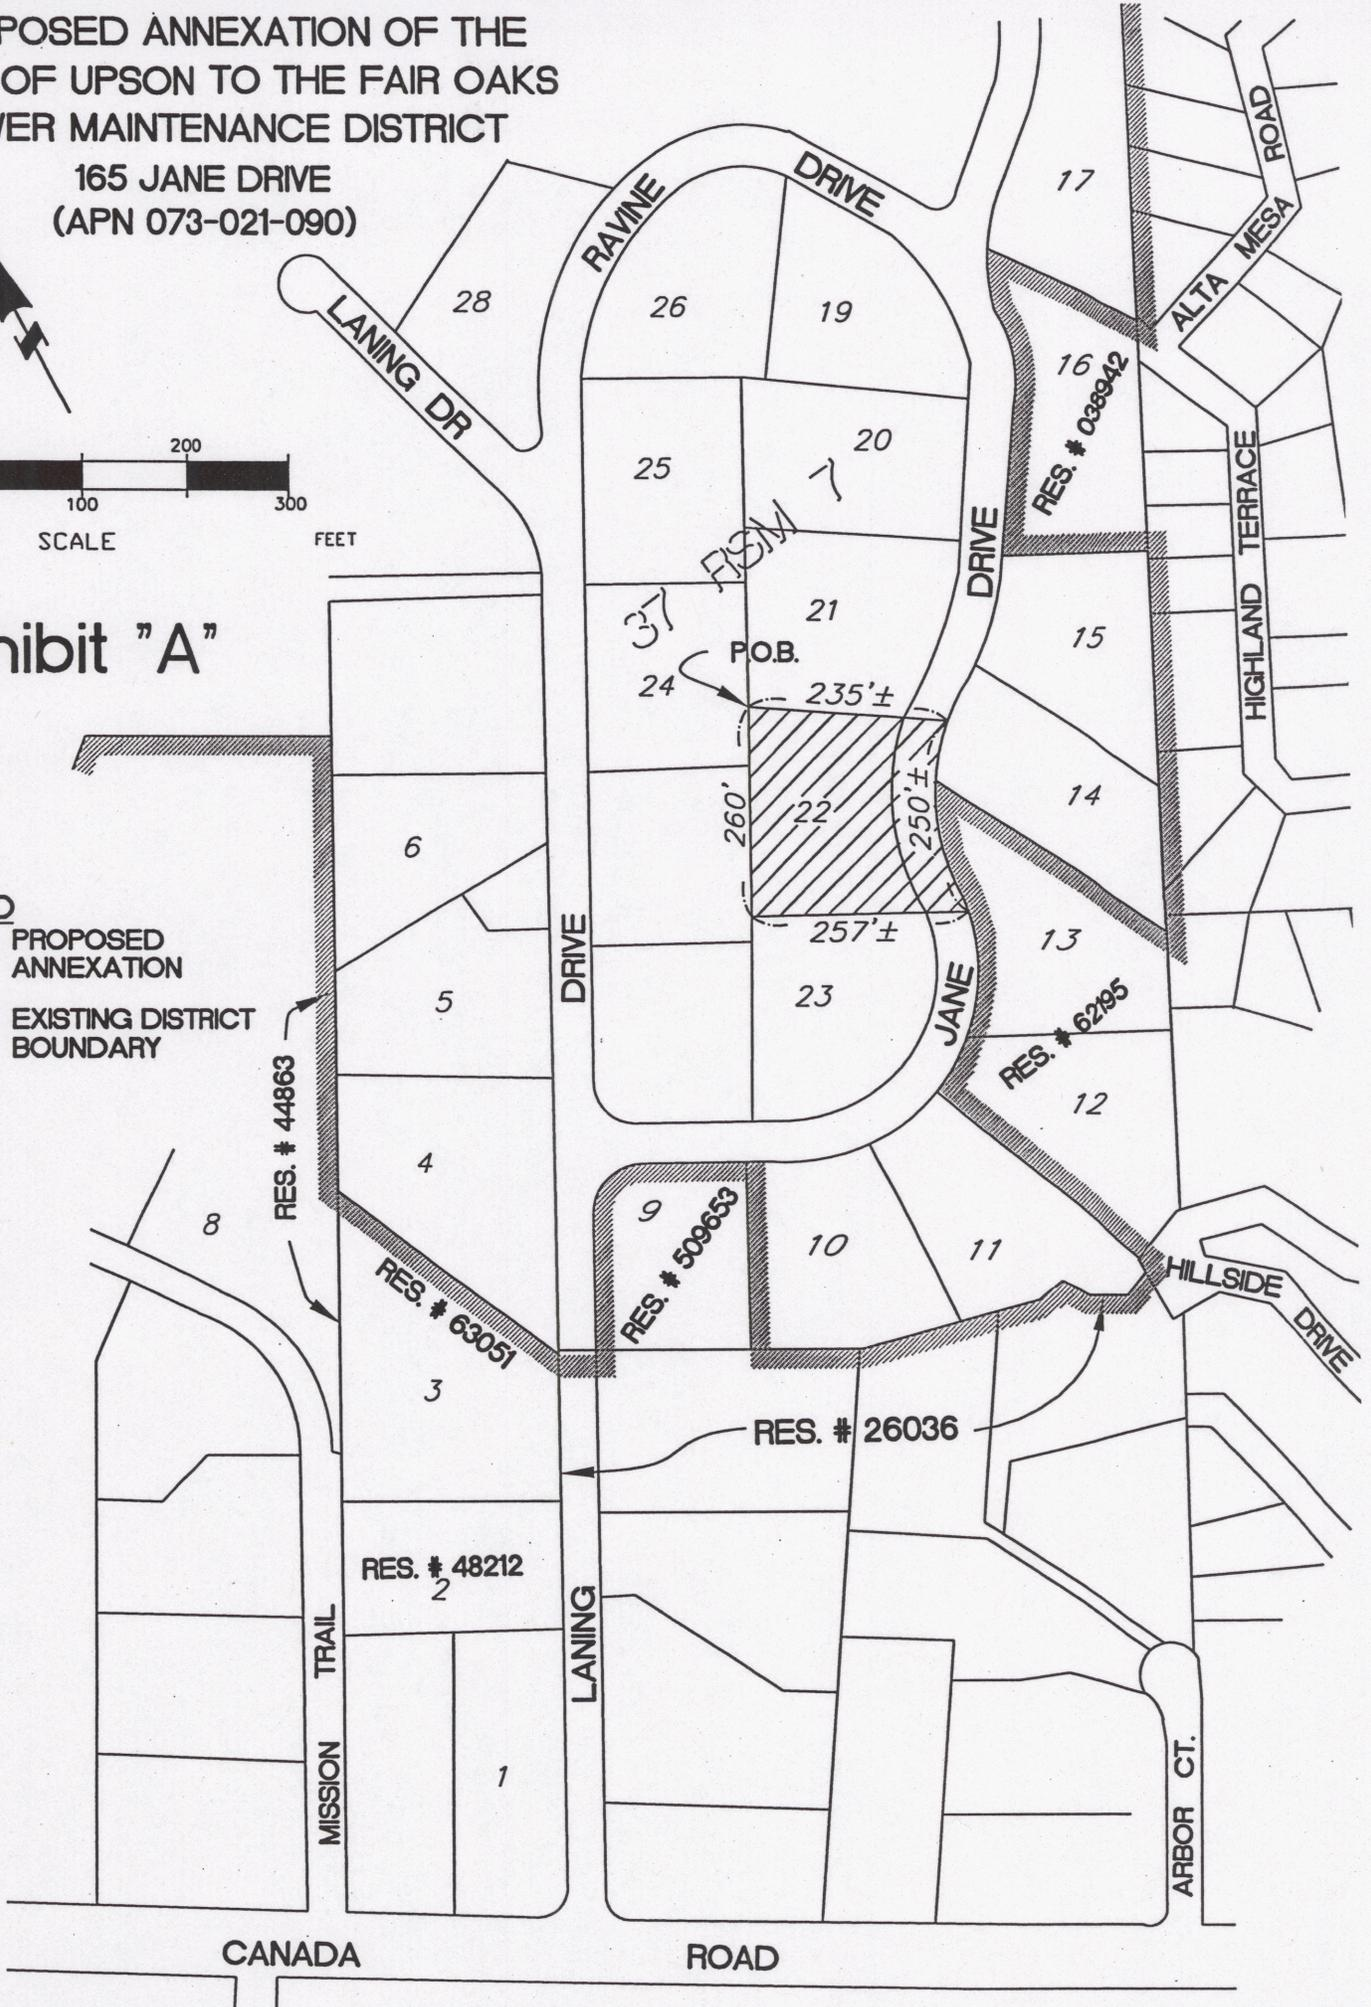 POSED ANNEXATION OF THE
OF UPSON TO THE FAIR OAKS
MAINTENANCE DISTRICT
165 JANE DRIVE
(APN 073-021-090)
RAVINE
DRIVE
17
ROAD
ALTA MESA
28
26
19
LANING DR
16
RES. # 038942
200
100
300
SCALE
FEET
25
20
37 RSM 7
DRIVE
HIGHLAND TERRACE
"A"
21
15
P.O.B.
24
235'±
260'
22
250'±
14
6
257'±
13
PROPOSED
ANNEXATION
EXISTING DISTRICT
BOUNDARY
DRIVE
5
23
JANE
RES. # 62195
12
RES. # 44863
4
8
9
RES. # 509653
10
11
HILLSIDE DRIVE
RES. # 63051
3
RES. # 26036
RES. # 48212
2
LANING
MISSION TRAIL
1
ARBOR CT.
CANADA ROAD